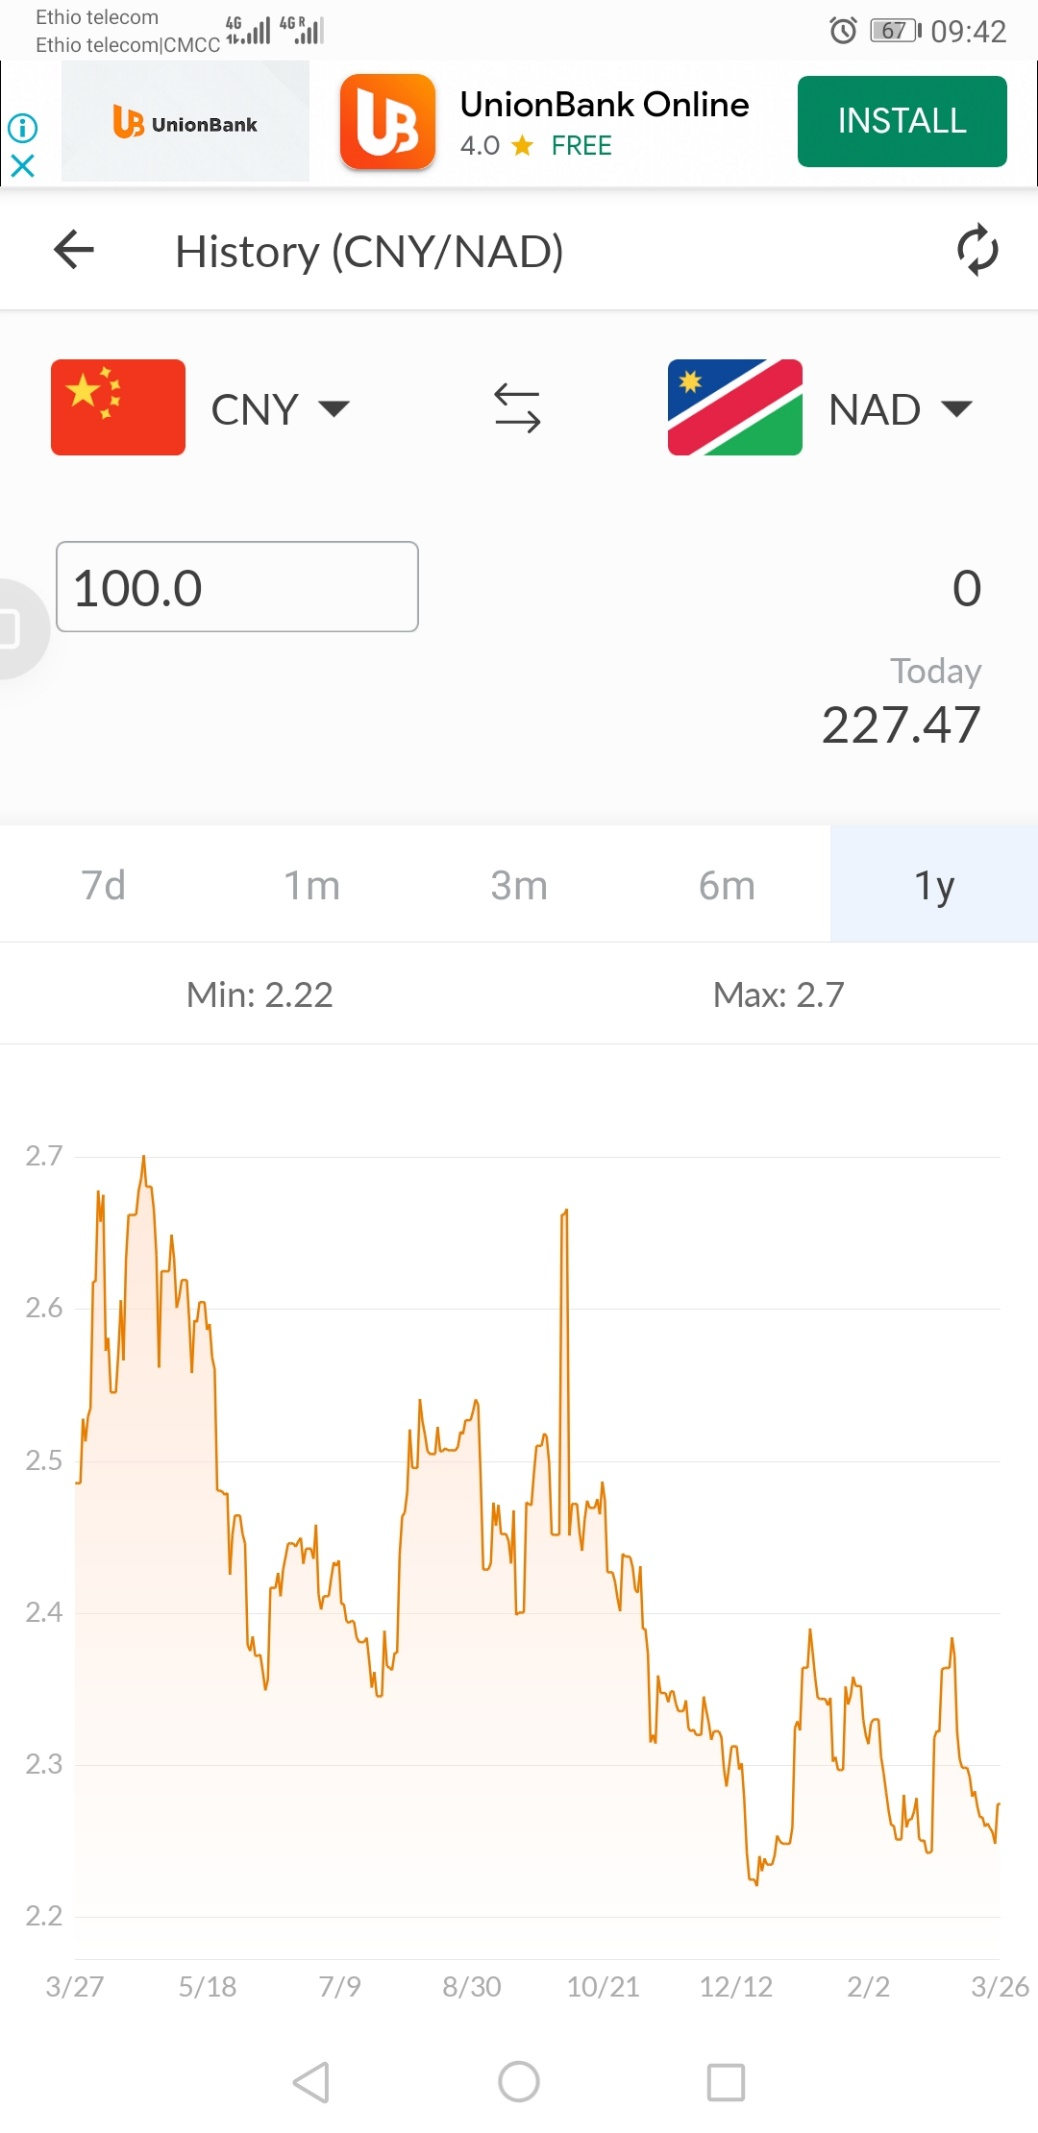 Ethio telecom
Ethio telecom|CMCC 4G 4G R 67 09:42
UnionBank
UB
UnionBank Online
4.0 ★ FREE
INSTALL
History (CNY/NAD)
CNY
NAD
100.0
0
Today
227.47
7d 1m 3m 6m 1y
Min: 2.22 Max: 2.7
2.7
2.6
2.5
2.4
2.3
2.2
3/27 5/18 7/9 8/30 10/21 12/12 2/2 3/26